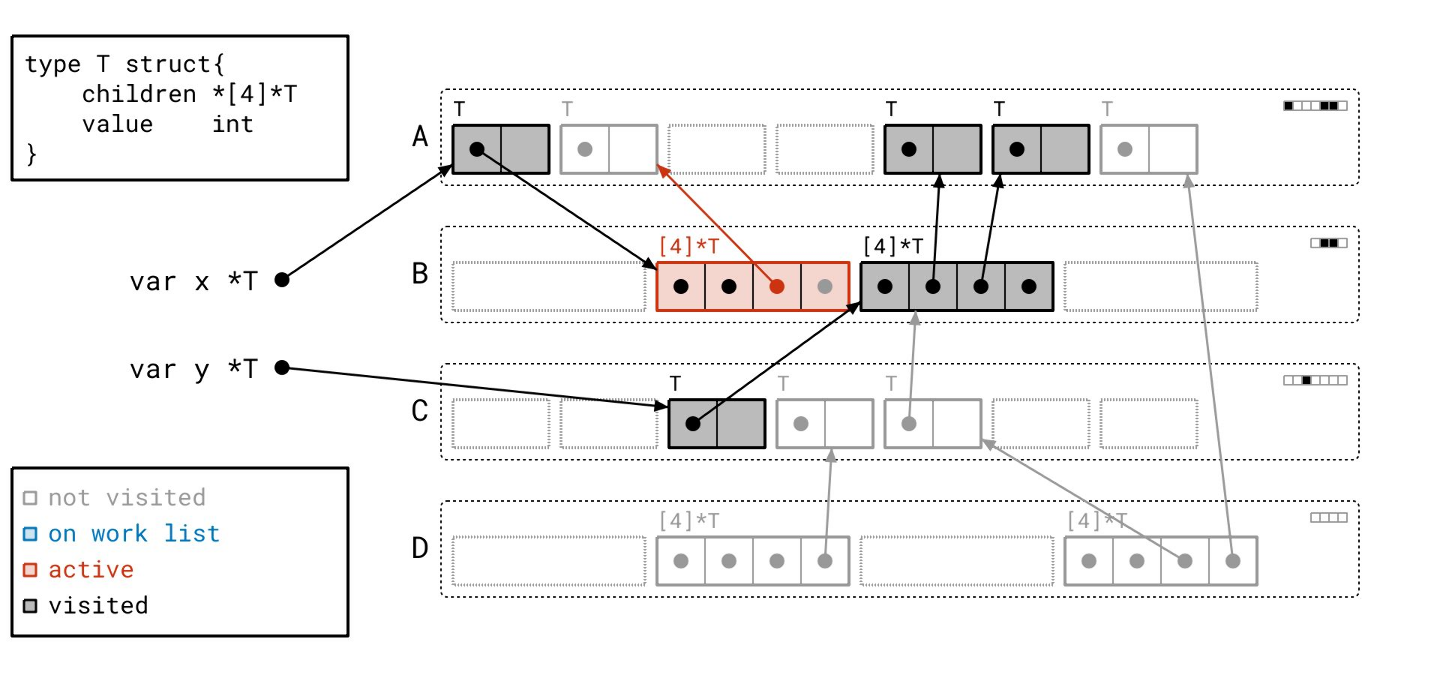 type T struct{
    children *[4]*T
    value    int
}
var x *T
var y *T
not visited
on work list
active
visited
A
T
T
T
T
T
B
[4]*T
[4]*T
C
T
T
T
D
[4]*T
[4]*T